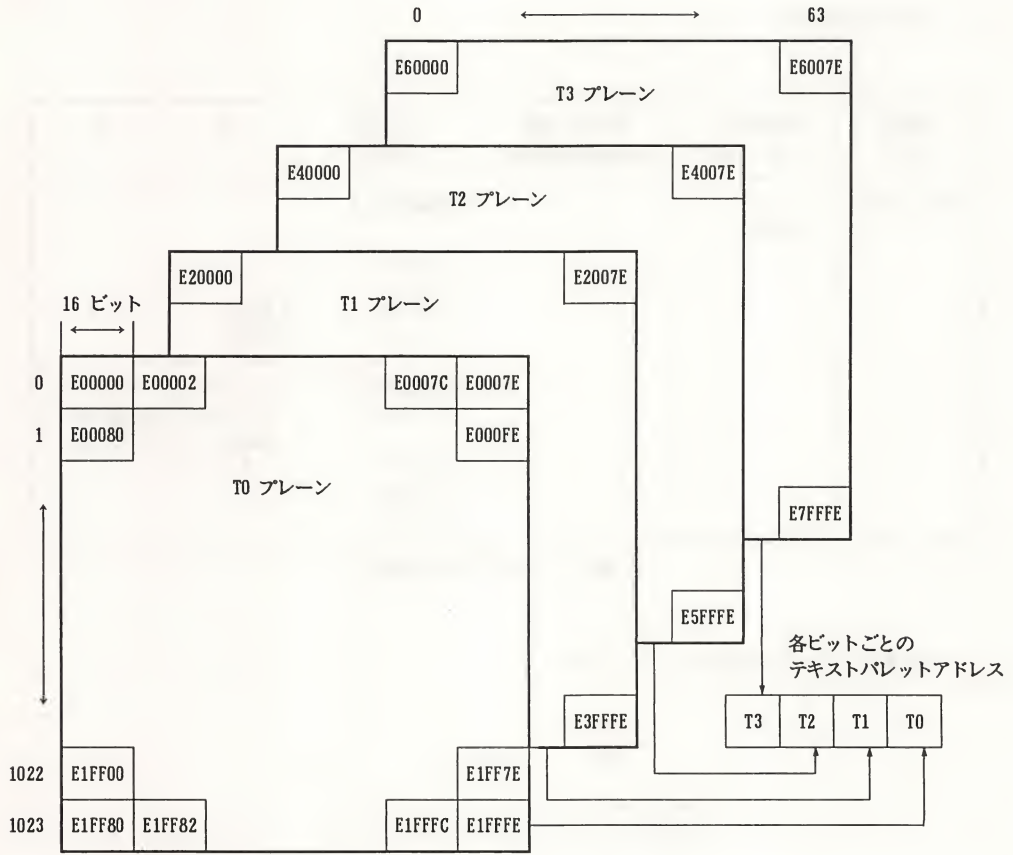 0 63
E60000 E6007E
T3 プレーン
E40000 E4007E
T2 プレーン
E20000 E2007E
T1 プレーン
16 ビット
0 E00000 E00002 E0007C E0007E
1 E00080 E000FE
T0 プレーン
E7FFFE
E5FFFE
各ビットごとの
テキストパレットアドレス
E3FFFE
T3 T2 T1 T0
1022 E1FF00 E1FF7E
1023 E1FF80 E1FF82 E1FFFC E1FFFE